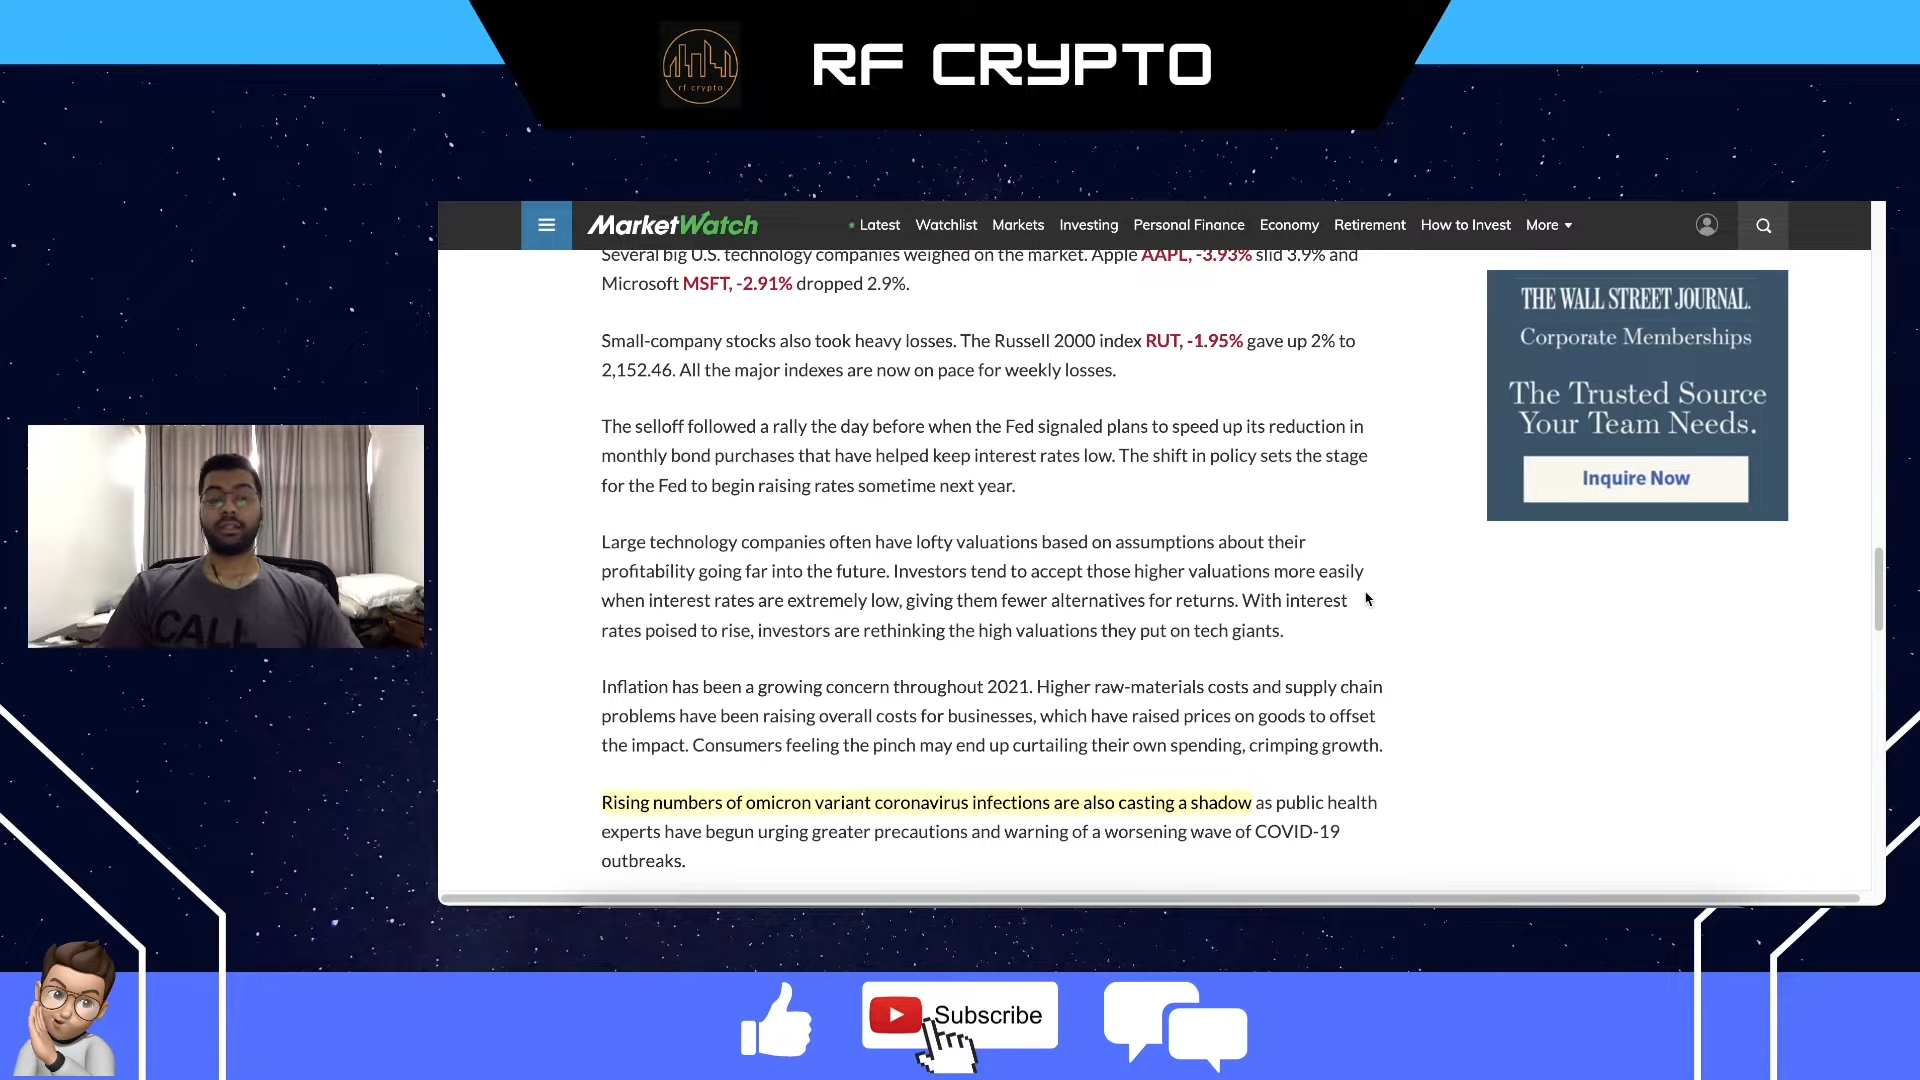 RF CRYPTO
rf crypto
MarketWatch
Latest Watchlist Markets Investing Personal Finance Economy Retirement How to Invest More
Several big U.S. technology companies weighed on the market. Apple AAPL, -3.93% slid 3.9% and
Microsoft MSFT, -2.91% dropped 2.9%.
Small-company stocks also took heavy losses. The Russell 2000 index RUT, -1.95% gave up 2% to
2,152.46. All the major indexes are now on pace for weekly losses.
The selloff followed a rally the day before when the Fed signaled plans to speed up its reduction in
monthly bond purchases that have helped keep interest rates low. The shift in policy sets the stage
for the Fed to begin raising rates sometime next year.
Large technology companies often have lofty valuations based on assumptions about their
profitability going far into the future. Investors tend to accept those higher valuations more easily
when interest rates are extremely low, giving them fewer alternatives for returns. With interest
rates poised to rise, investors are rethinking the high valuations they put on tech giants.
Inflation has been a growing concern throughout 2021. Higher raw-materials costs and supply chain
problems have been raising overall costs for businesses, which have raised prices on goods to offset
the impact. Consumers feeling the pinch may end up curtailing their own spending, crimping growth.
Rising numbers of omicron variant coronavirus infections are also casting a shadow as public health
experts have begun urging greater precautions and warning of a worsening wave of COVID-19
outbreaks.
THE WALL STREET JOURNAL.
Corporate Memberships
The Trusted Source
Your Team Needs.
Inquire Now
CALL
Subscribe